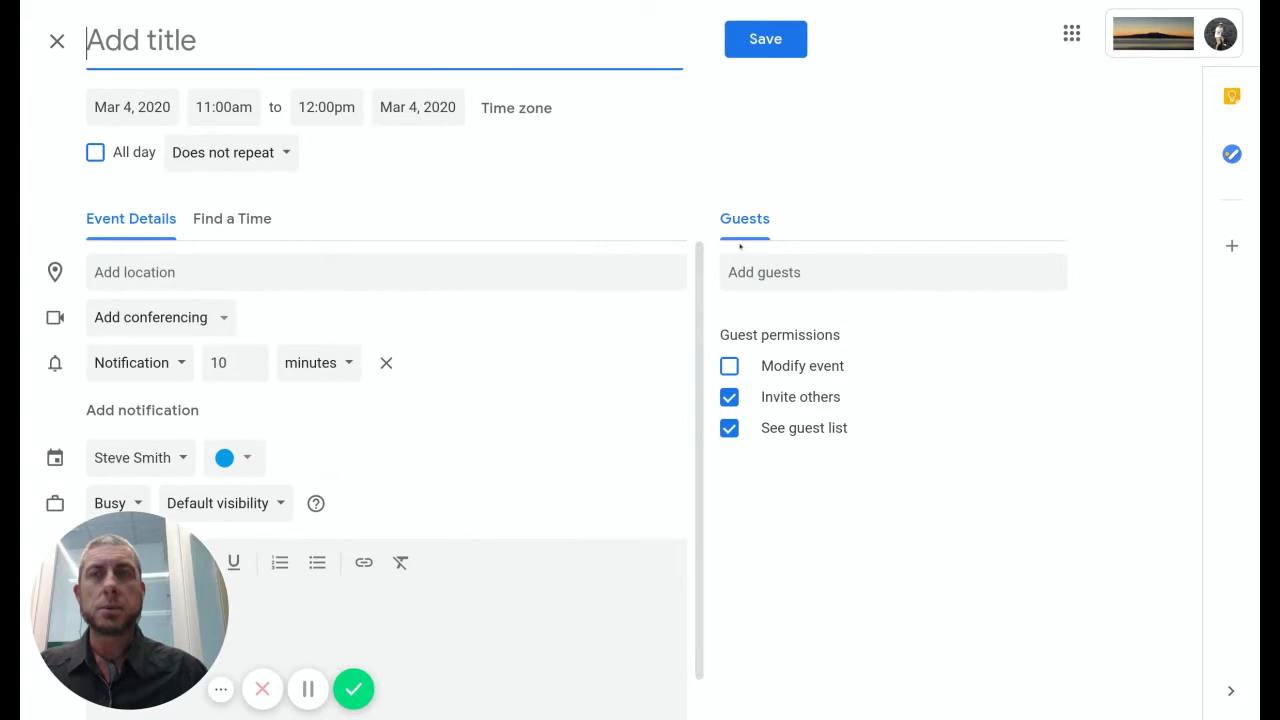 Add title
Save
Mar 4, 2020 11:00am to 12:00pm Mar 4, 2020 Time zone
All day Does not repeat
Event Details Find a Time
Guests
Add location
Add guests
Add conferencing
Notification 10 minutes
Add notification
Guest permissions
Modify event
Invite others
See guest list
Steve Smith
Busy Default visibility